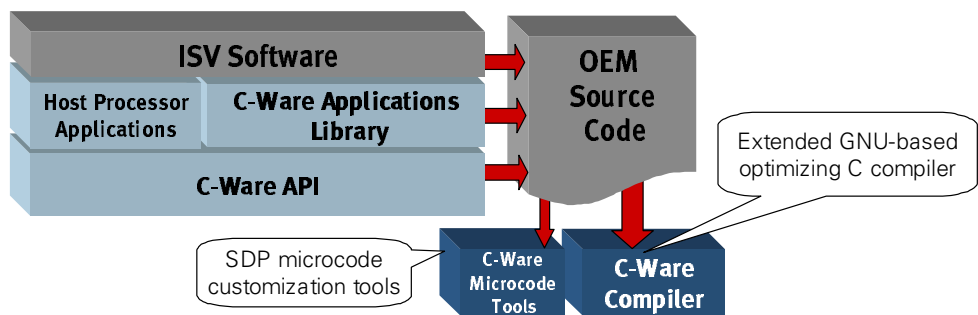 ISV Software
Host Processor
Applications
C-Ware Applications
Library
C-Ware API
OEM
Source
Code
Extended GNU-based
optimizing C compiler
SDP microcode
customization tools
C-Ware
Microcode
Tools
C-Ware
Compiler